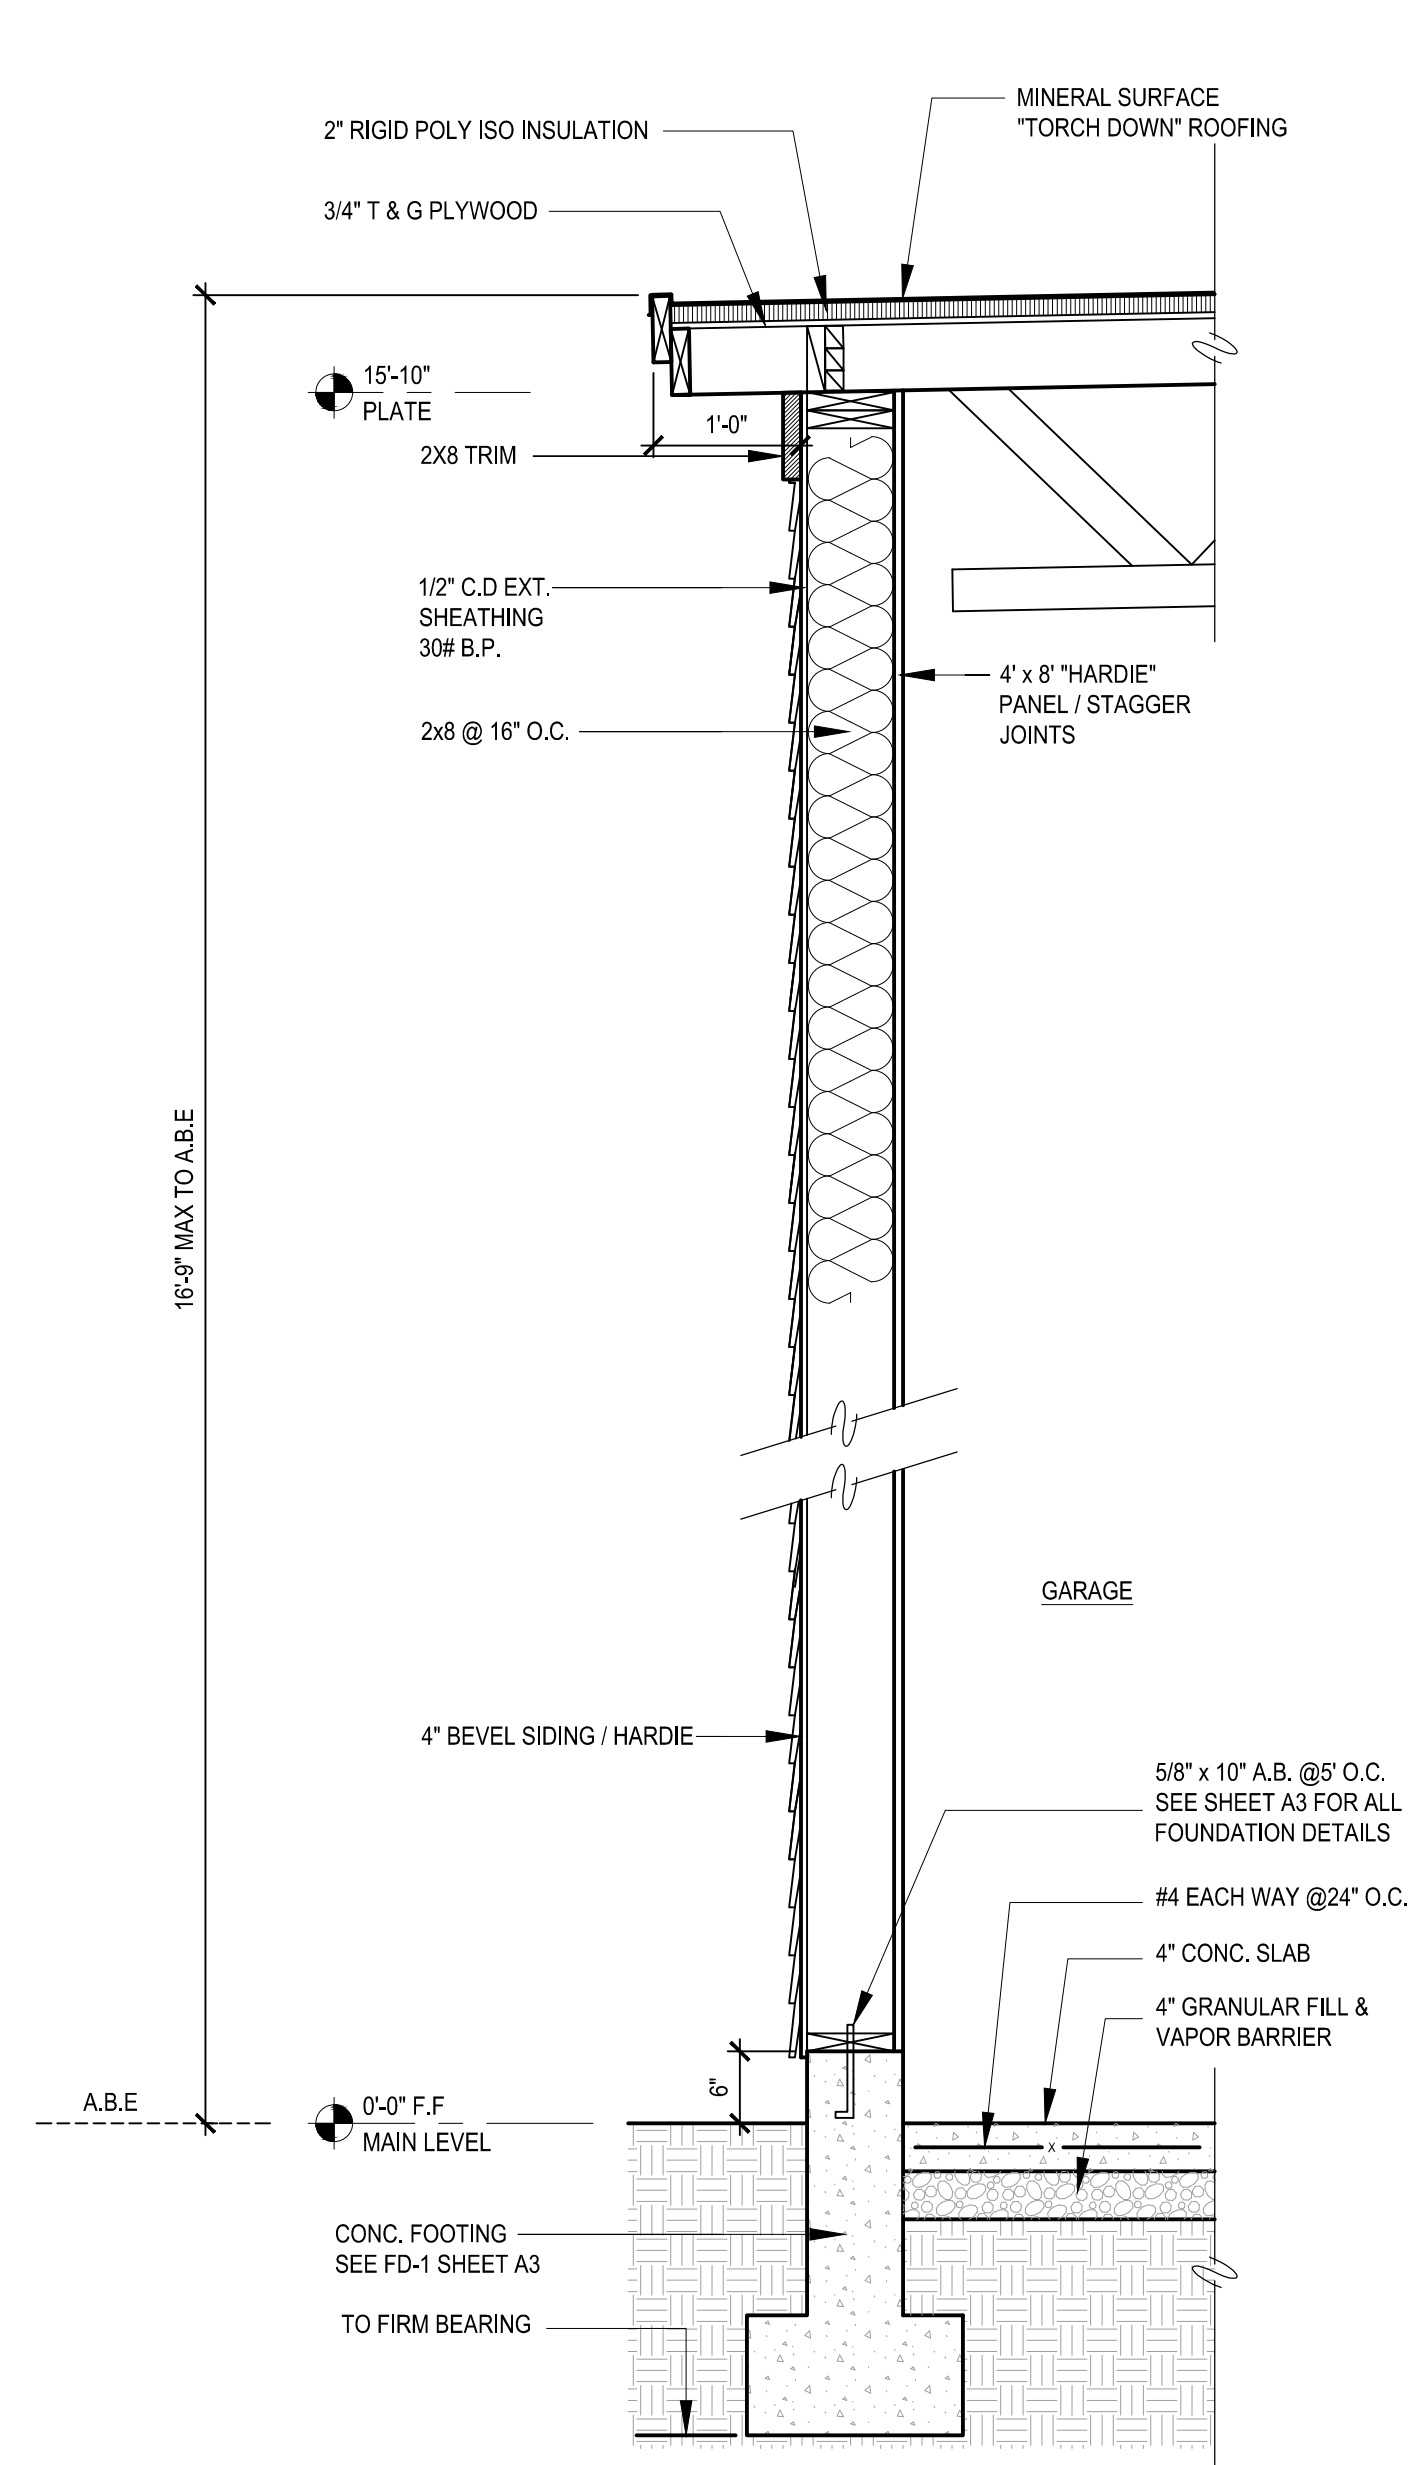 MINERAL SURFACE
"TORCH DOWN" ROOFING
2" RIGID POLY ISO INSULATION
3/4" T & G PLYWOOD
15'-10"
PLATE
1'-0"
2X8 TRIM
1/2" C.D EXT.
SHEATHING
30# B.P.
4' x 8' "HARDIE"
PANEL / STAGGER
JOINTS
2x8 @ 16" O.C.
16'-9" MAX TO A.B.E
GARAGE
4" BEVEL SIDING / HARDIE
5/8" x 10" A.B. @5' O.C.
SEE SHEET A3 FOR ALL
FOUNDATION DETAILS
#4 EACH WAY @24" O.C.
4" CONC. SLAB
4" GRANULAR FILL &
VAPOR BARRIER
6"
A.B.E
0'-0" F.F
MAIN LEVEL
x
CONC. FOOTING
SEE FD-1 SHEET A3
TO FIRM BEARING